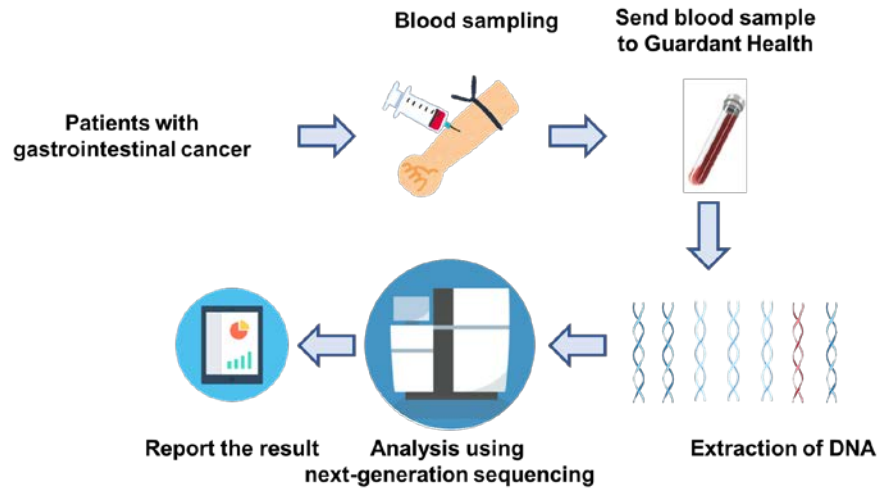 Patients with
gastrointestinal cancer
Blood sampling
Send blood sample
to Guardant Health
Extraction of DNA
Analysis using
next-generation sequencing
Report the result